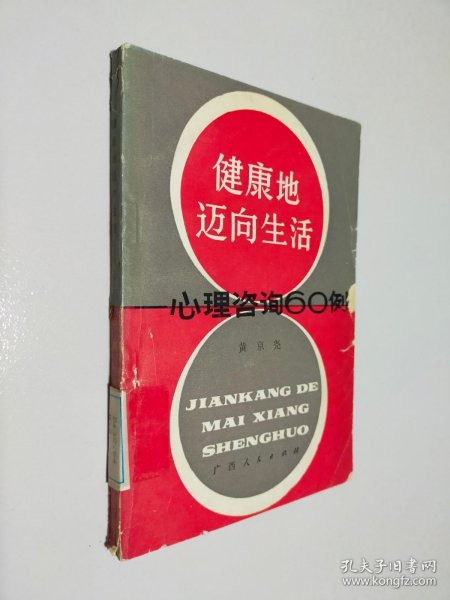 健康地
迈向生活
——心理咨询60例
黄京尧
JIANKANG DE
MAI XIANG
SHENGHUO
广西人民出版社
孔夫子旧书网
www.kongfz.com